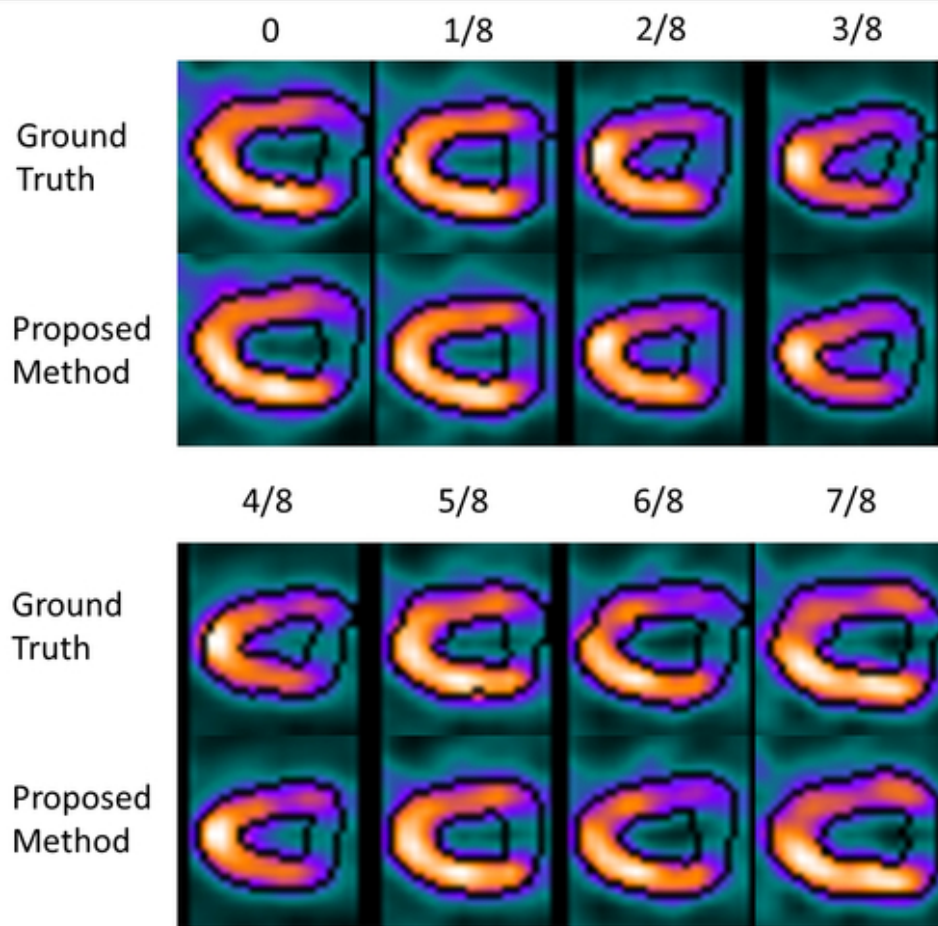 0 1/8 2/8 3/8
Ground
Truth
Proposed
Method
4/8 5/8 6/8 7/8
Ground
Truth
Proposed
Method